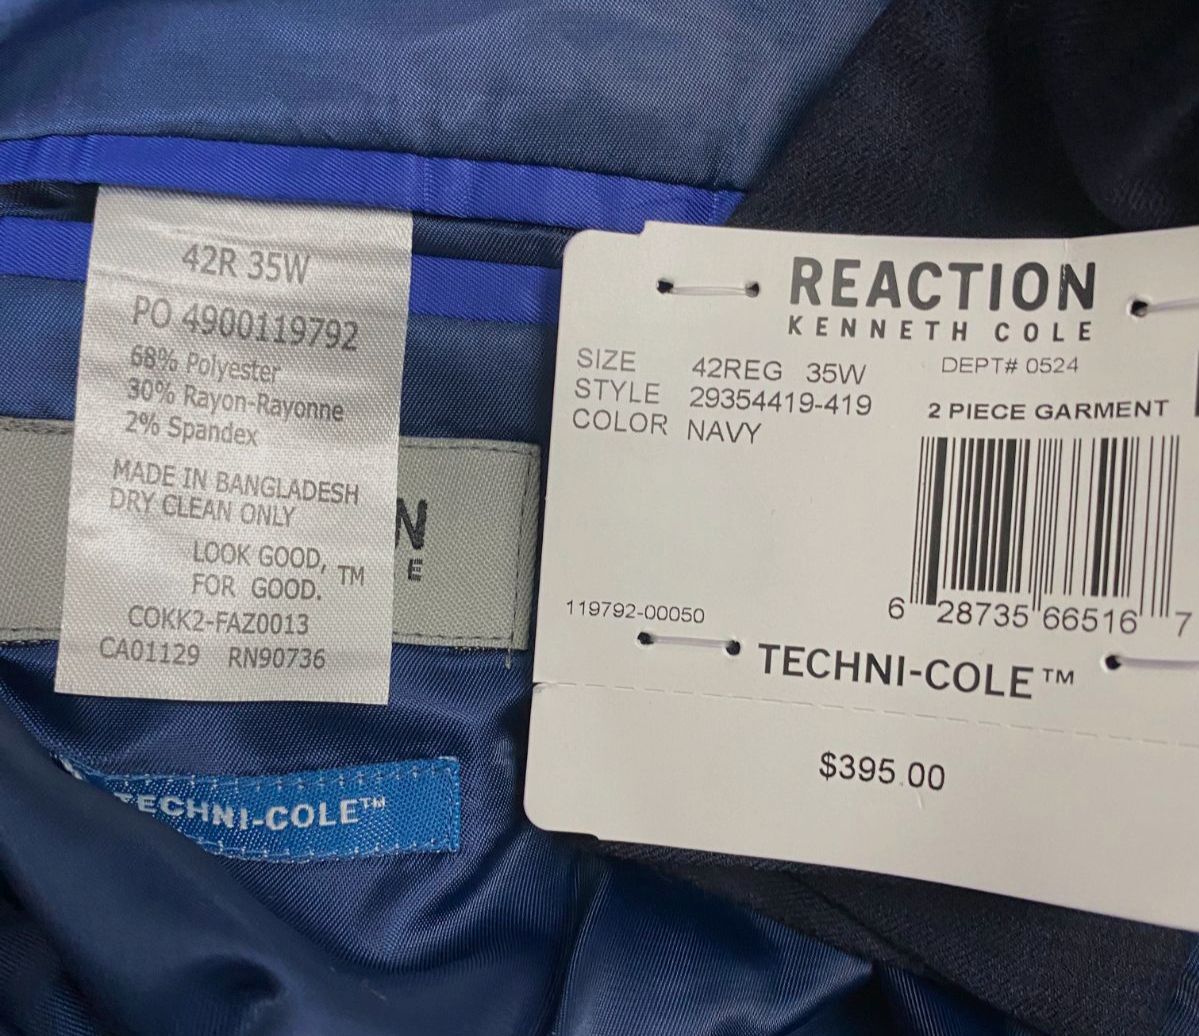 42R 35W
PO 4900119792
68% Polyester
30% Rayon-Rayonne
2% Spandex
MADE IN BANGLADESH
DRY CLEAN ONLY
LOOK GOOD, TM
FOR GOOD.
COKK2-FAZ0013
CA01129 RN90736
N
E
TECHNI-COLE™
REACTION
KENNETH COLE
SIZE 42REG 35W
DEPT# 0524
STYLE 29354419-419
2 PIECE GARMENT
COLOR NAVY
6 28735 66516 7
119792-00050
TECHNI-COLE™
$395.00